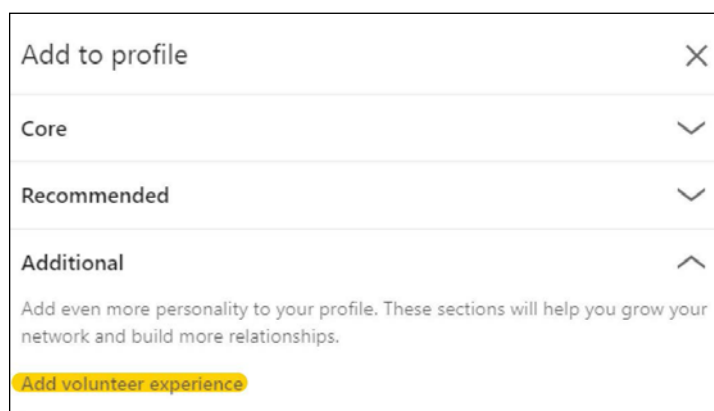 Add to profile
Core
Recommended
Additional
Add even more personality to your profile. These sections will help you grow your
network and build more relationships.
Add volunteer experience